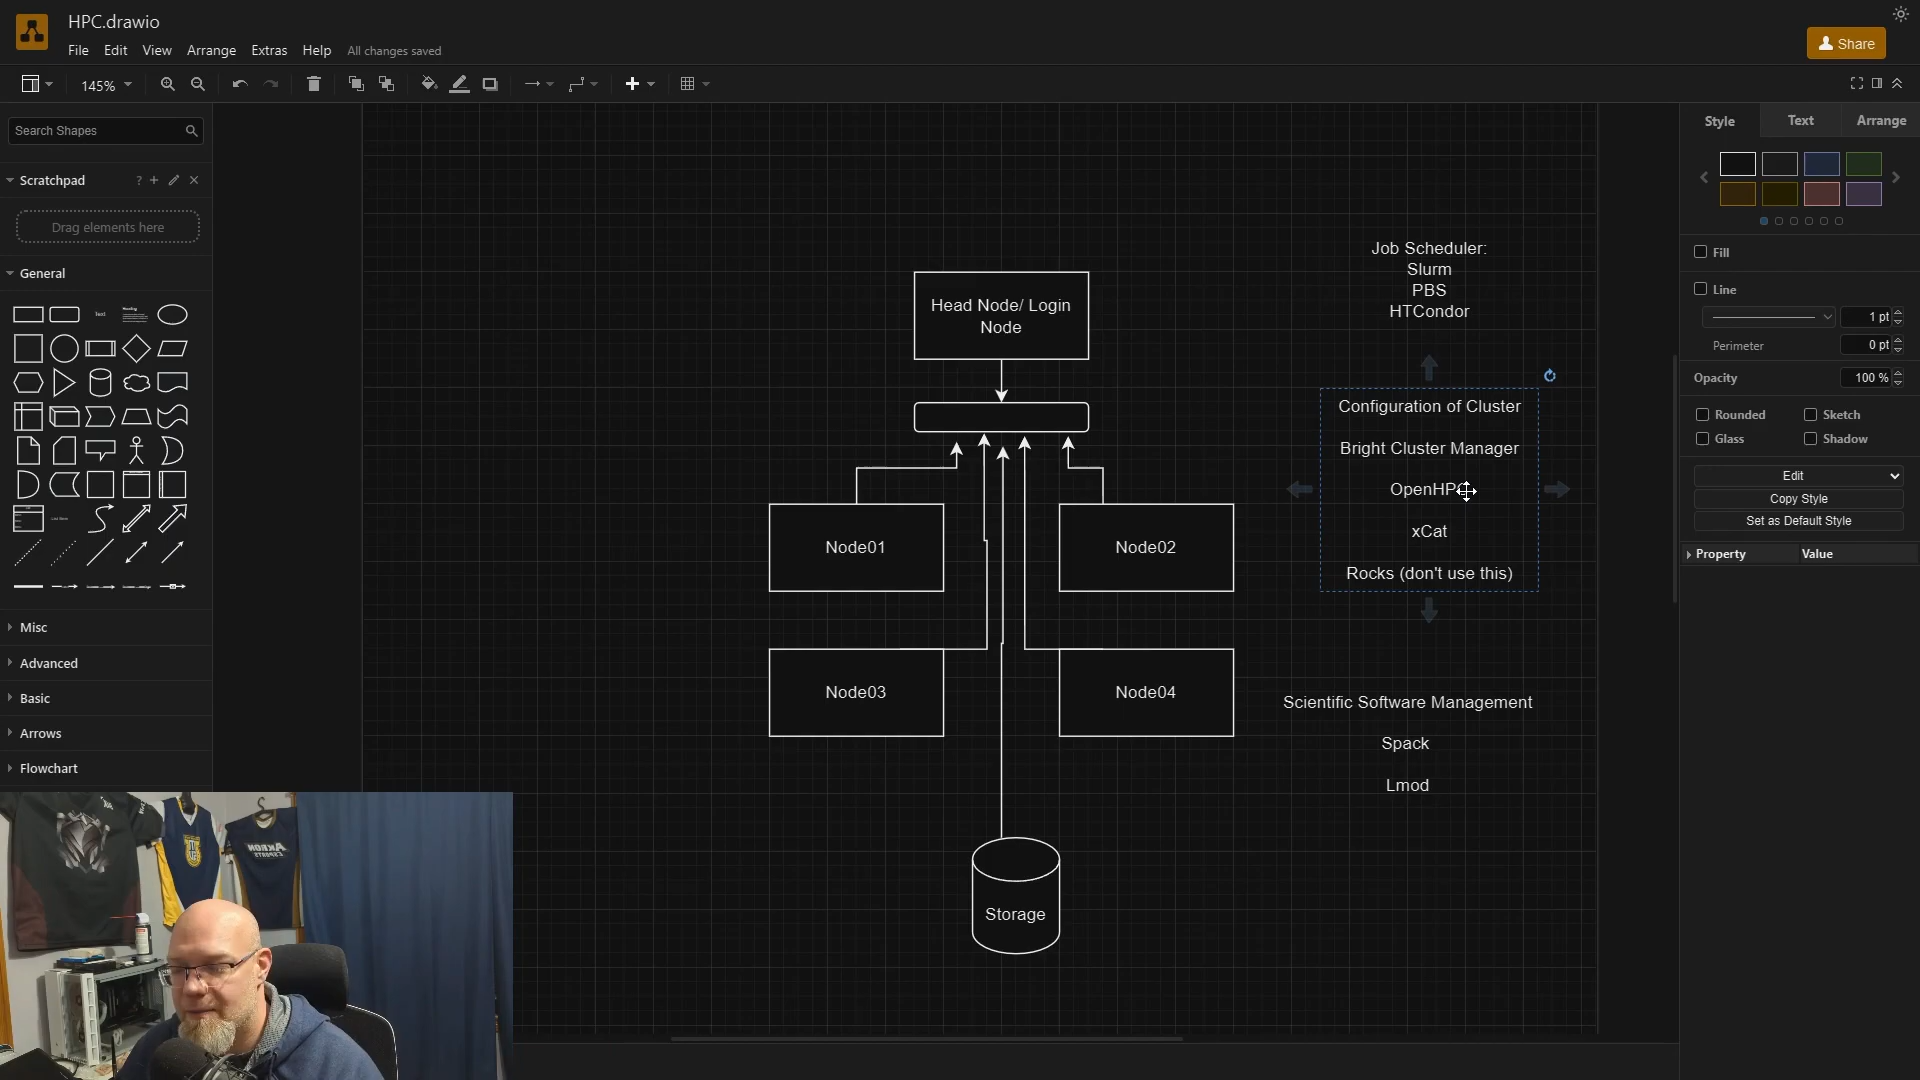 HPC.drawio
File Edit View Arrange Extras Help All changes saved
Share
145%
Search Shapes
Scratchpad
?
Drag elements here
General
Text
Heading
Misc
Advanced
Basic
Arrows
Flowchart
Head Node/ Login
Node
Node01
Node02
Node03
Node04
Storage
Job Scheduler:
Slurm
PBS
HTCondor
Configuration of Cluster
Bright Cluster Manager
OpenHPC
xCat
Rocks (don't use this)
Scientific Software Management
Spack
Lmod
Style Text Arrange
Fill
Line
1 pt
Perimeter 0 pt
Opacity 100 %
Rounded Sketch
Glass Shadow
Edit
Copy Style
Set as Default Style
Property Value
AKRON
ESPORTS